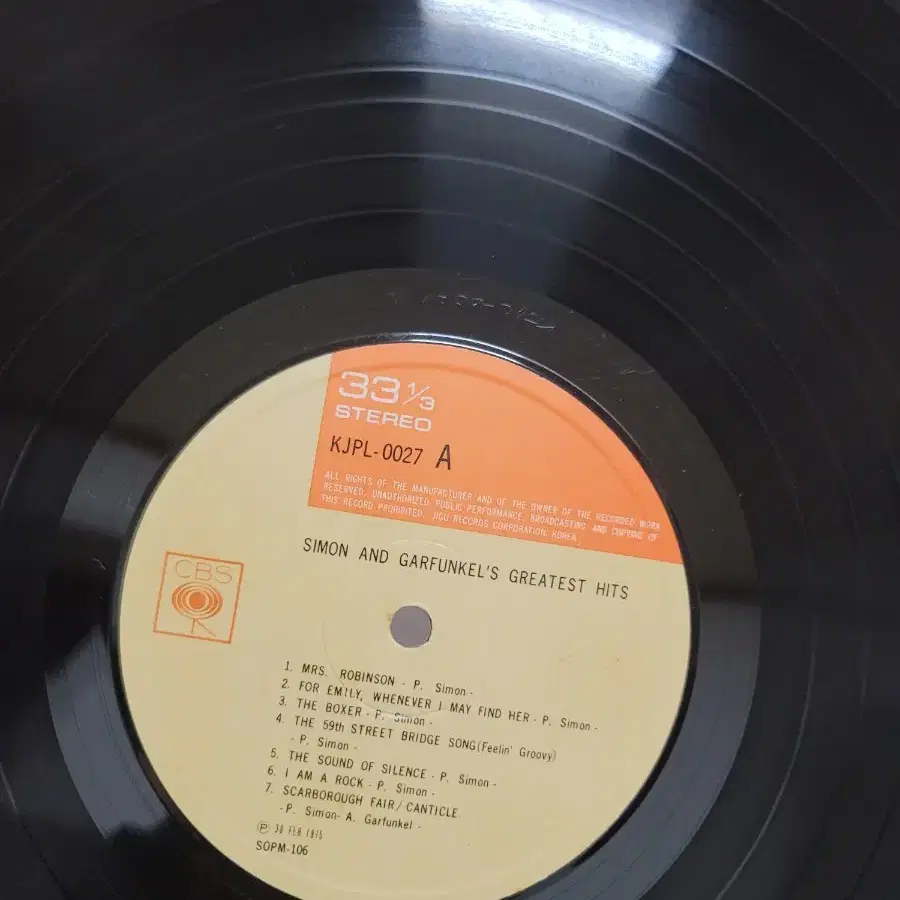 33 1/3
STEREO
KJPL-0027 A
ALL RIGHTS OF THE MANUFACTURER AND OF THE OWNER OF THE RECORDED WORK
RESERVED. UNAUTHORIZED PUBLIC PERFORMANCE, BROADCASTING AND COPYING OF
THIS RECORD PROHIBITED. JIGU RECORDS CORPORATION, KOREA
SIMON AND GARFUNKEL'S GREATEST HITS
CBS
1. MRS. ROBINSON - P. Simon -
2. FOR EMILY, WHENEVER I MAY FIND HER - P. Simon -
3. THE BOXER - P. Simon -
4. THE 59th STREET BRIDGE SONG (Feelin' Groovy)
- P. Simon -
5. THE SOUND OF SILENCE - P. Simon -
6. I AM A ROCK - P. Simon -
7. SCARBOROUGH FAIR / CANTICLE.
- P. Simon - A. Garfunkel -
Ⓟ FEB 1975
SOPM-106